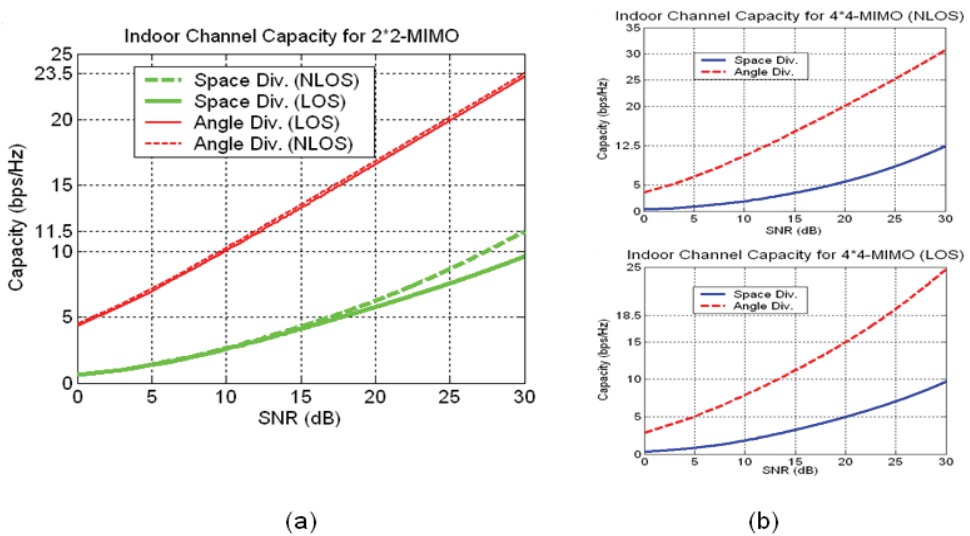 Indoor Channel Capacity for 2*2-MIMO
25
23.5
20
15
11.5
10
5
0
Capacity (bps/Hz)
Space Div. (NLOS)
Space Div. (LOS)
Angle Div. (LOS)
Angle Div. (NLOS)
0 5 10 15 20 25 30
SNR (dB)
(a)
Indoor Channel Capacity for 4*4-MIMO (NLOS)
35
30
25
20
12.5
5
0
Capacity (bps/Hz)
Space Div.
Angle Div.
0 5 10 15 20 25 30
SNR (dB)
Indoor Channel Capacity for 4*4-MIMO (LOS)
25
18.5
15
10
5
0
Capacity (bps/Hz)
Space Div.
Angle Div.
0 5 10 15 20 25 30
SNR (dB)
(b)